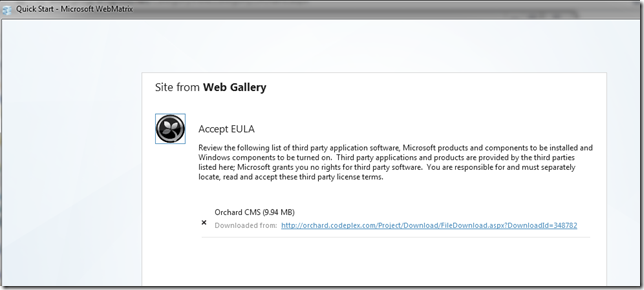 Quick Start - Microsoft WebMatrix
Site from Web Gallery
Accept EULA
Review the following list of third party application software, Microsoft products and components to be installed and
Windows components to be turned on. Third party applications and products are provided by the third parties
listed here; Microsoft grants you no rights for third party software. You are responsible for and must separately
locate, read and accept these third party license terms.
Orchard CMS (9.94 MB)
Downloaded from: http://orchard.codeplex.com/Project/Download/FileDownload.aspx?DownloadId=348782